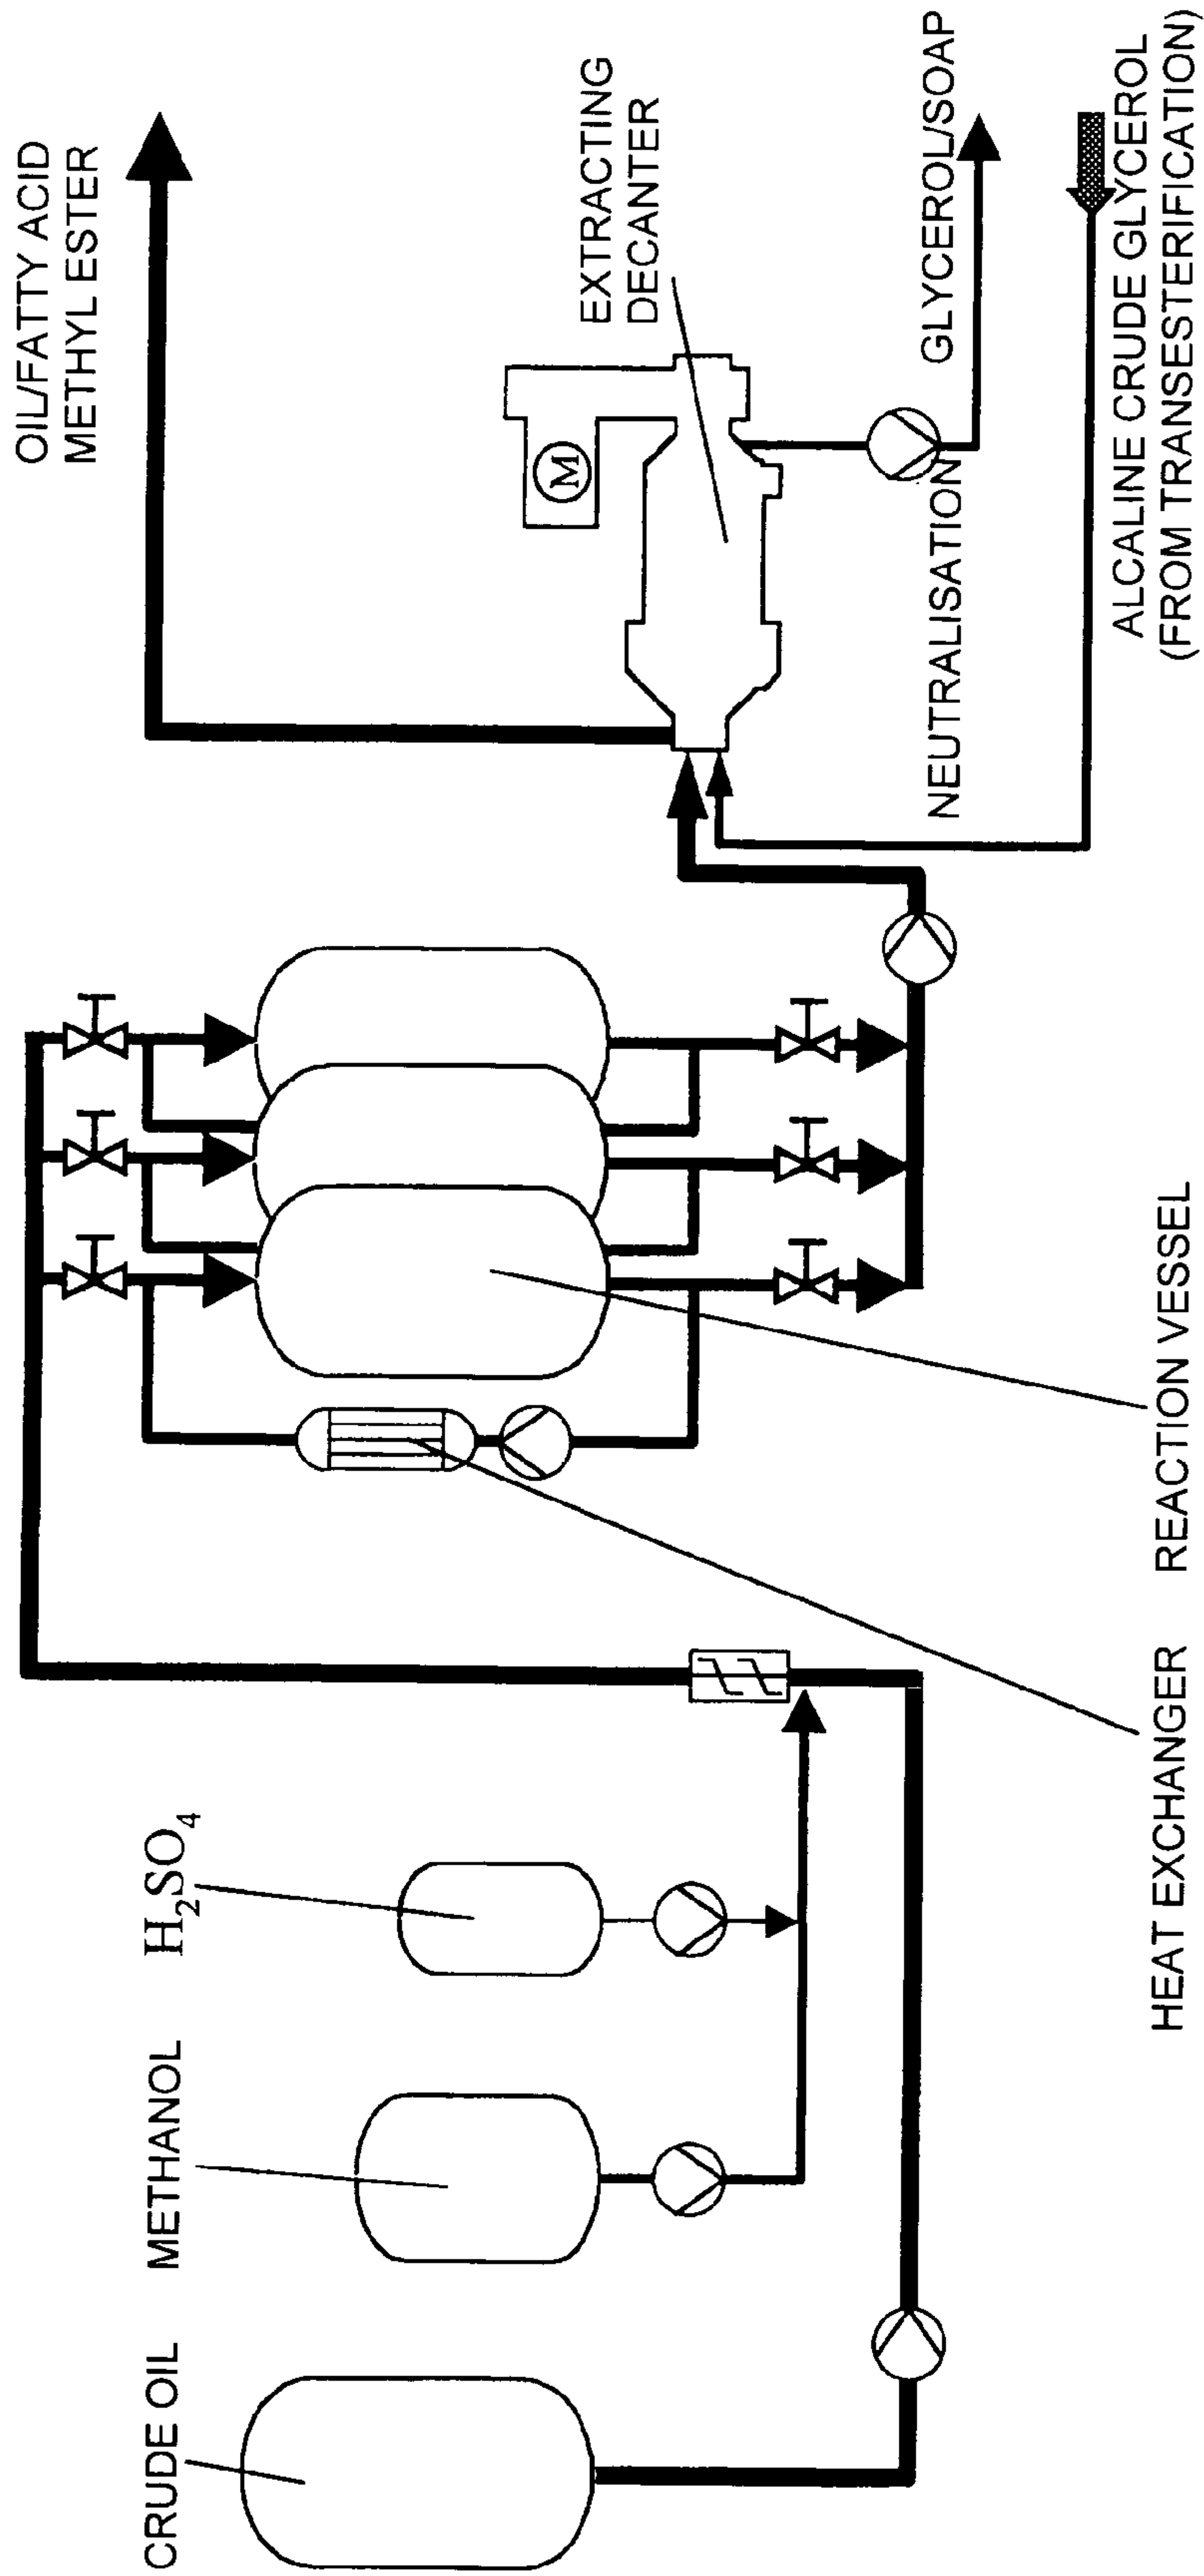 CRUDE OIL
METHANOL
H₂SO₄
OIL/FATTY ACID
METHYL ESTER
M
EXTRACTING
DECANTER
GLYCEROL/SOAP
NEUTRALISATION
ALCALINE CRUDE GLYCEROL
(FROM TRANSESTERIFICATION)
HEAT EXCHANGER
REACTION VESSEL